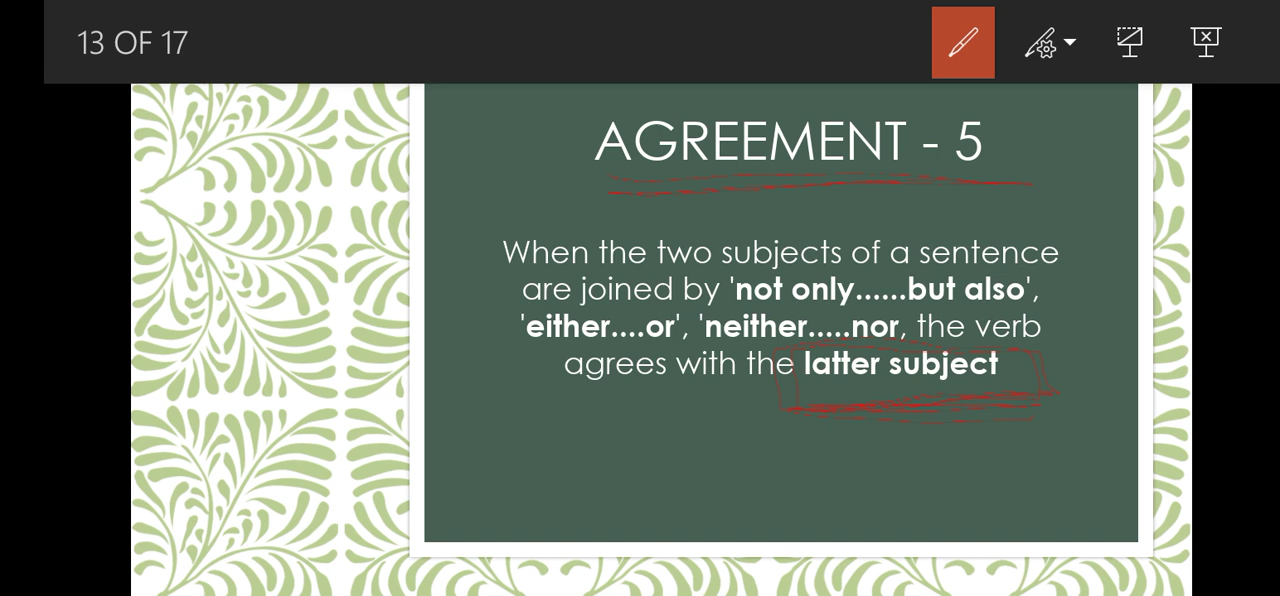 13 OF 17
AGREEMENT - 5
When the two subjects of a sentence
are joined by 'not only......but also',
'either....or', 'neither.....nor, the verb
agrees with the latter subject